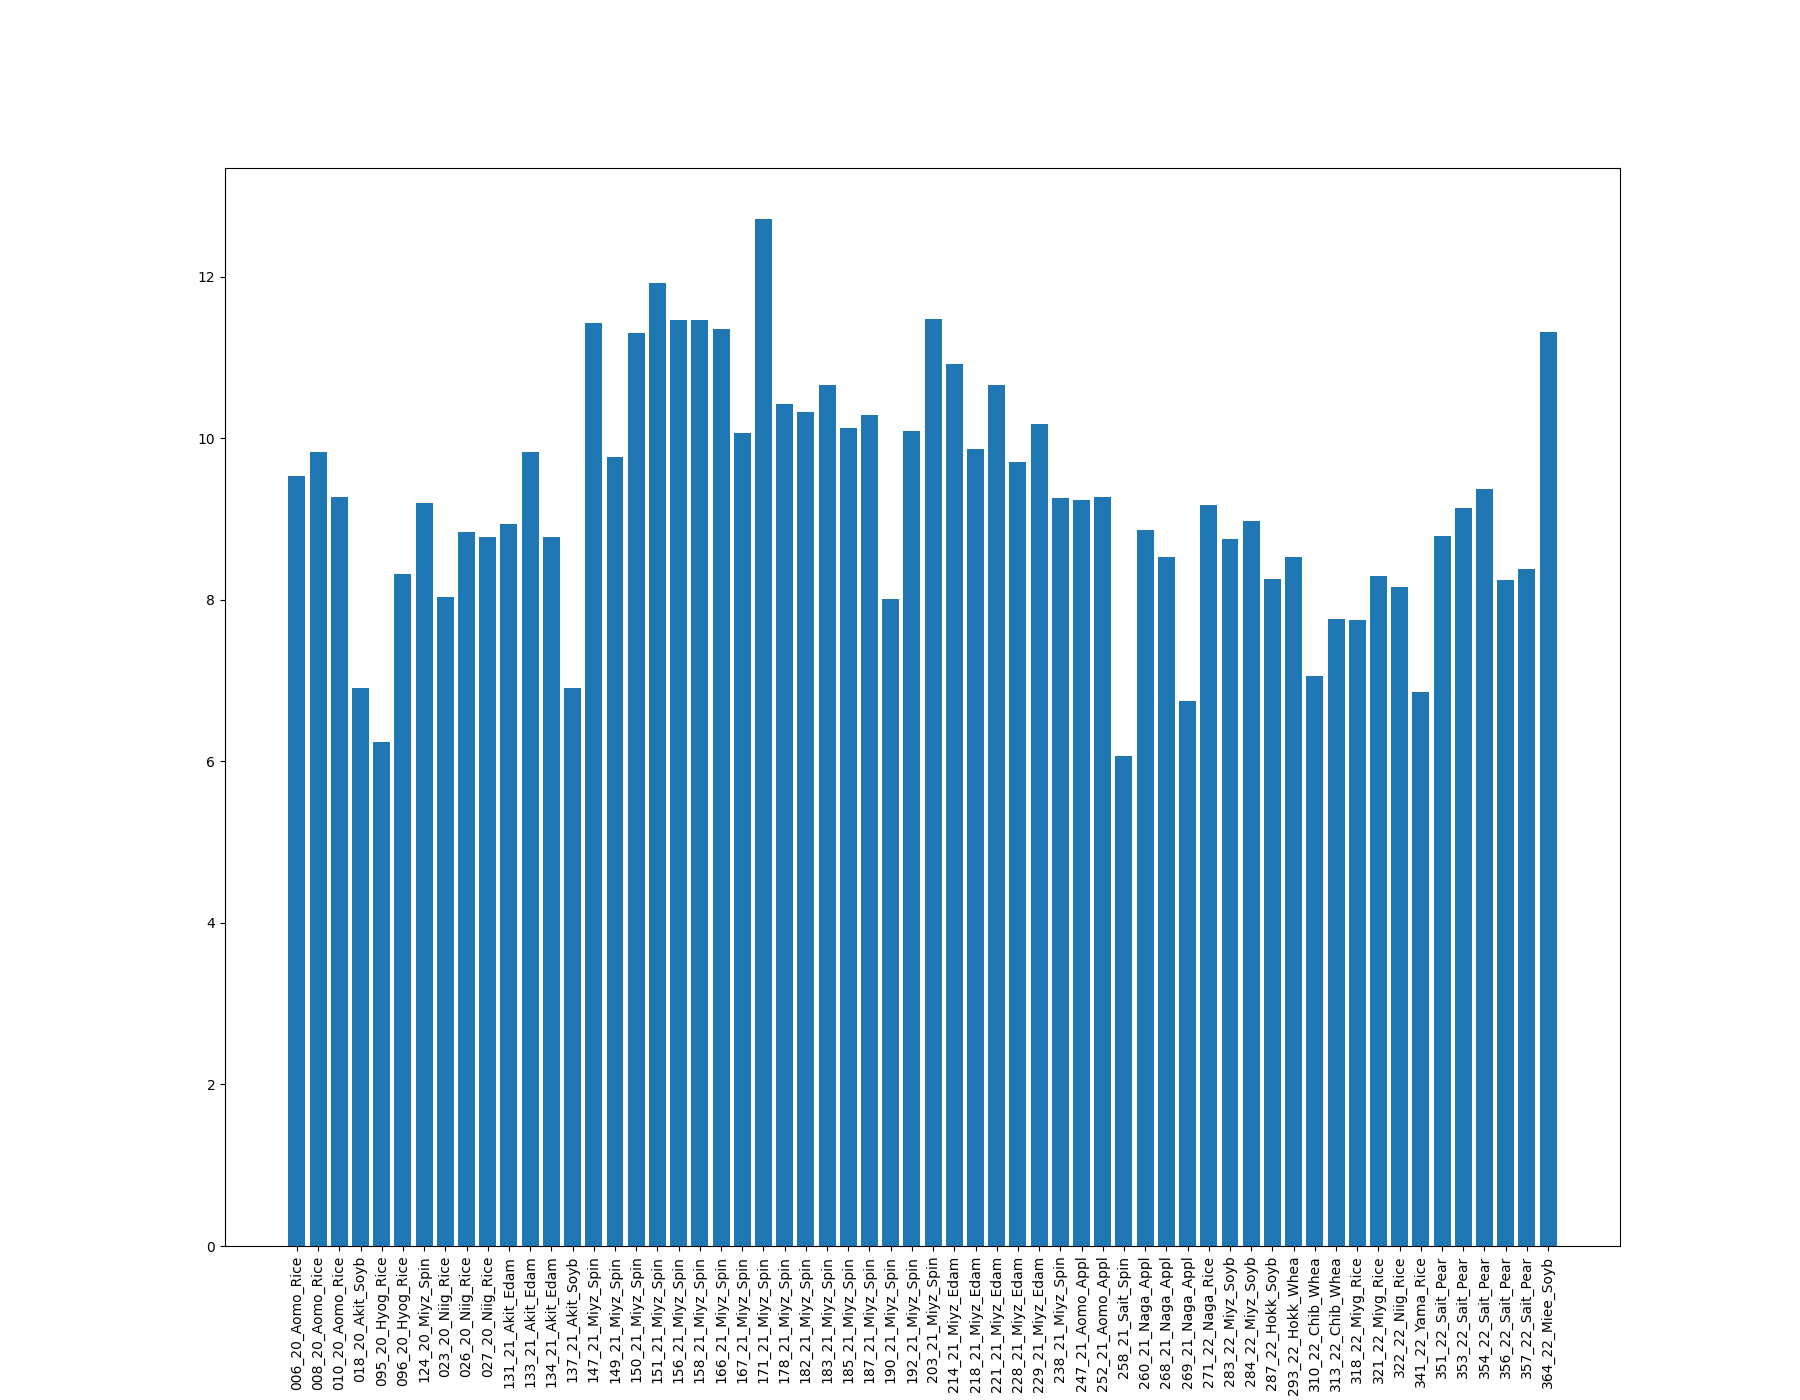 12
10
8
6
4
2
0
006_20_Aomo_Rice
008_20_Aomo_Rice
010_20_Aomo_Rice
018_20_Akit_Soyb
095_20_Hyog_Rice
096_20_Hyog_Rice
124_20_Miyz_Spin
023_20_Niig_Rice
026_20_Niig_Rice
027_20_Niig_Rice
131_21_Akit_Edam
133_21_Akit_Edam
134_21_Akit_Edam
137_21_Akit_Soyb
147_21_Miyz_Spin
149_21_Miyz_Spin
150_21_Miyz_Spin
151_21_Miyz_Spin
156_21_Miyz_Spin
158_21_Miyz_Spin
166_21_Miyz_Spin
167_21_Miyz_Spin
171_21_Miyz_Spin
178_21_Miyz_Spin
182_21_Miyz_Spin
183_21_Miyz_Spin
185_21_Miyz_Spin
187_21_Miyz_Spin
190_21_Miyz_Spin
192_21_Miyz_Spin
203_21_Miyz_Spin
214_21_Miyz_Edam
218_21_Miyz_Edam
221_21_Miyz_Edam
228_21_Miyz_Edam
229_21_Miyz_Edam
238_21_Miyz_Spin
247_21_Aomo_Appl
252_21_Aomo_Appl
258_21_Sait_Spin
260_21_Naga_Appl
268_21_Naga_Appl
269_21_Naga_Appl
271_22_Naga_Rice
283_22_Miyz_Soyb
284_22_Miyz_Soyb
287_22_Hokk_Soyb
293_22_Hokk_Whea
310_22_Chib_Whea
313_22_Chib_Whea
318_22_Miyg_Rice
321_22_Miyg_Rice
322_22_Niig_Rice
341_22_Yama_Rice
351_22_Sait_Pear
353_22_Sait_Pear
354_22_Sait_Pear
356_22_Sait_Pear
357_22_Sait_Pear
364_22_Miee_Soyb